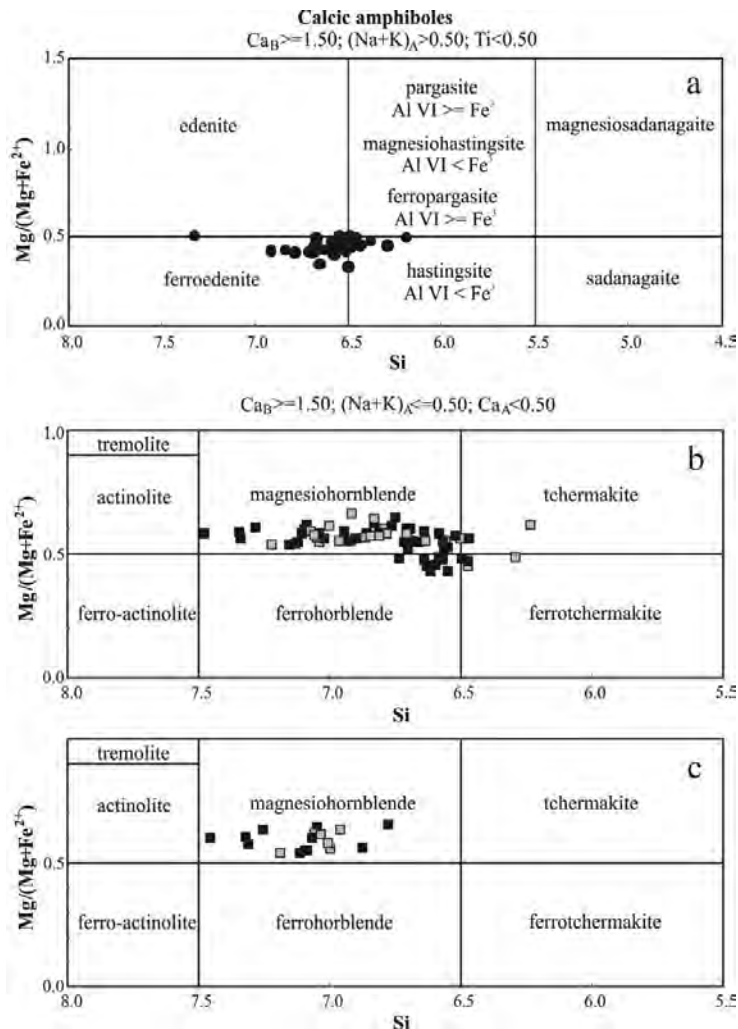 Calcic amphiboles
CaB>=1.50; (Na+K)A>0.50; Ti<0.50
1.5
a
edenite
pargasite
Al VI >= Fe³
magnesiosadanagaite
magnesiohastingsite
Al VI < Fe³
1.0
ferropargasite
Al VI >= Fe³
Mg/(Mg+Fe²⁺)
0.5
ferroedenite
hastingsite
Al VI < Fe³
sadanagaite
0.0
8.0 7.0 6.5 6.0 5.0 4.5
Si
CaB>=1.50; (Na+K)A<=0.50; CaA<0.50
1.0
tremolite
b
actinolite
magnesiohornblende
tchermakite
Mg/(Mg+Fe²⁺)
0.5
ferro-actinolite
ferrohorblende
ferrotchermakite
0.0
8.0 7.5 7.0 6.5 6.0 5.5
Si
tremolite
c
actinolite
magnesiohornblende
tchermakite
Mg/(Mg+Fe²⁺)
0.5
ferro-actinolite
ferrohorblende
ferrotchermakite
0.0
8.0 7.5 7.0 6.5 6.0 5.5
Si